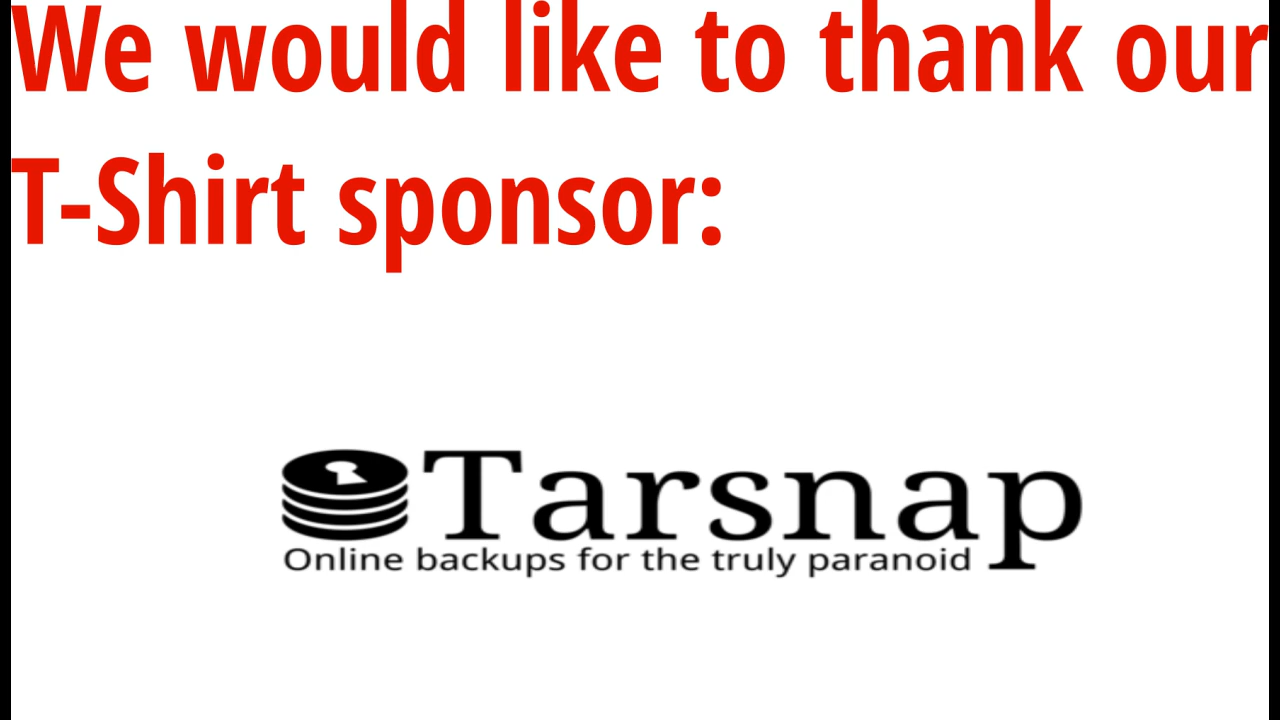 We would like to thank our
T-Shirt sponsor:
Tarsnap
Online backups for the truly paranoid